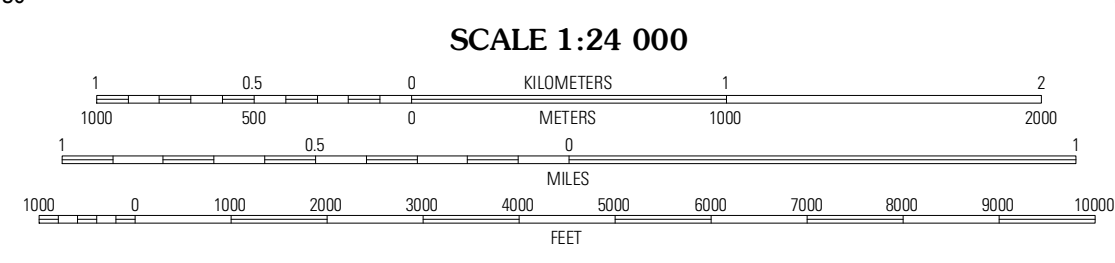 SCALE 1:24 000
1 0.5 0 KILOMETERS 1 2
1000 500 0 METERS 1000 2000
1 0.5 0 1
MILES
1000 0 1000 2000 3000 4000 5000 6000 7000 8000 9000 10000
FEET